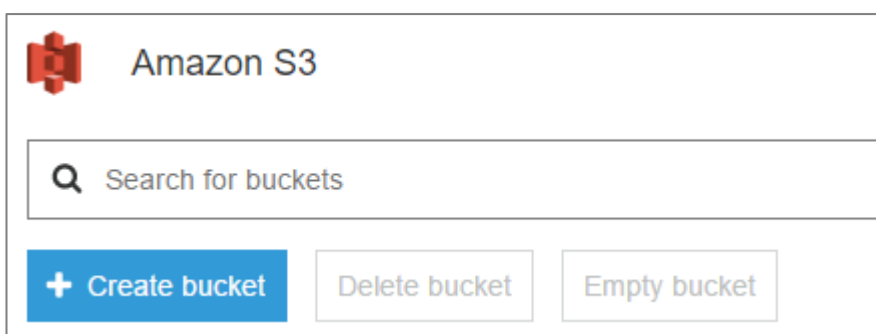 Amazon S3
Search for buckets
Create bucket Delete bucket Empty bucket